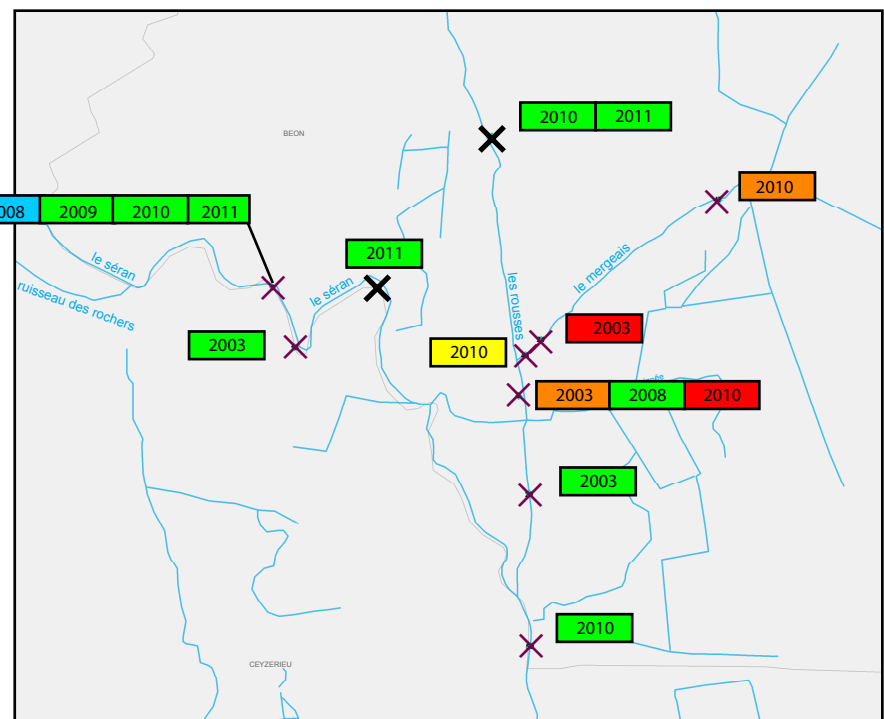 2010 2011
BEON
2010
008 2009 2010 2011
2011
le séran
ruisseau des rochers
le séran
les rousses
le mergeais
2003
2003
2010
2003 2008 2010
2003
2010
CEYZERIEU